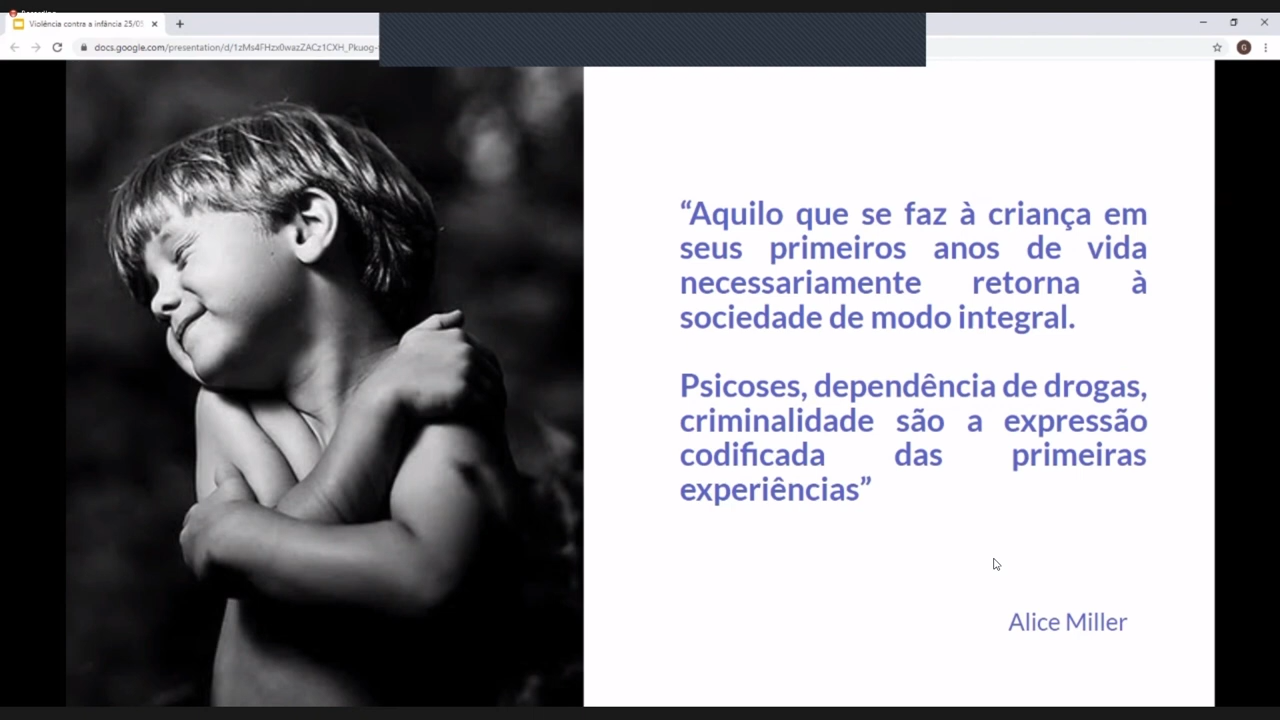 Violência contra a infância 25/05
docs.google.com/presentation/d/1zMs4FHzx0wazZACz1CXH_Pkuog-
G
“Aquilo que se faz à criança em
seus primeiros anos de vida
necessariamente retorna à
sociedade de modo integral.
Psicoses, dependência de drogas,
criminalidade são a expressão
codificada das primeiras
experiências”
Alice Miller